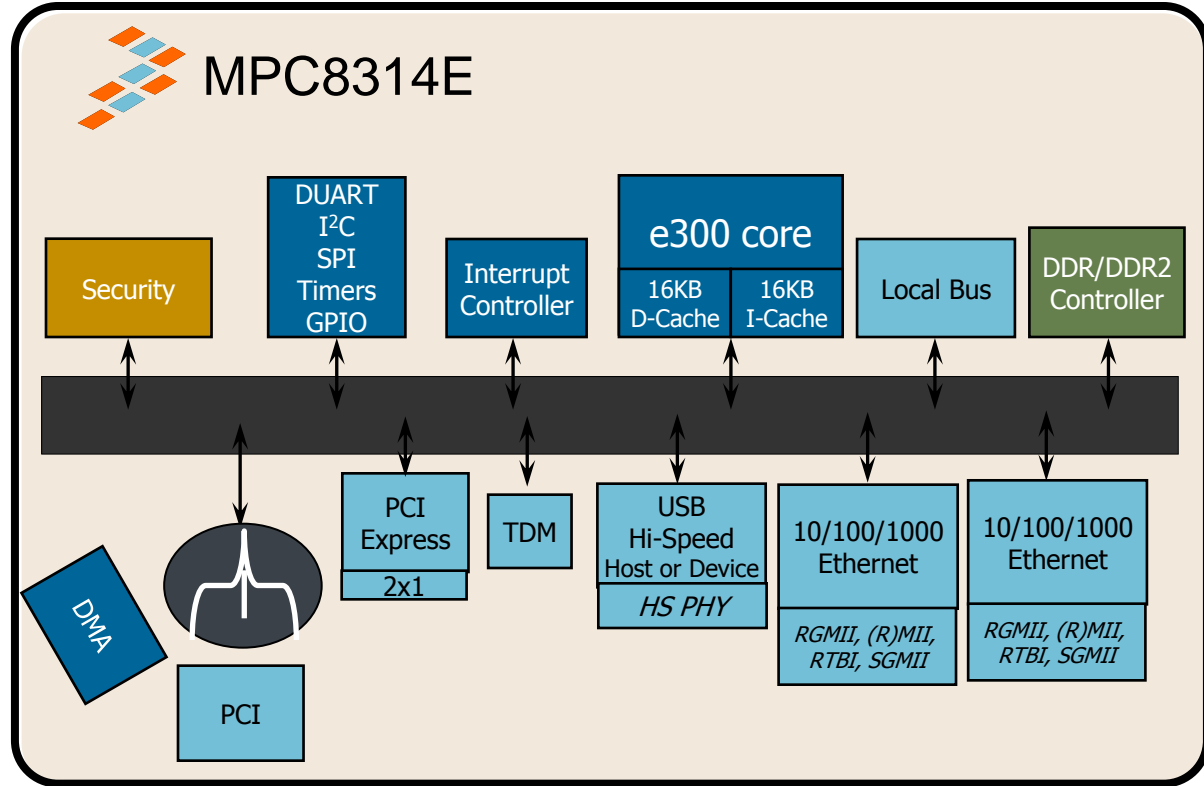 MPC8314E
DUART
I²C
SPI
Timers
GPIO
e300 core
16KB
D-Cache
16KB
I-Cache
Security
Interrupt
Controller
Local Bus
DDR/DDR2
Controller
PCI
Express
2x1
TDM
USB
Hi-Speed
Host or Device
HS PHY
10/100/1000
Ethernet
RGMII, (R)MII,
RTBI, SGMII
10/100/1000
Ethernet
RGMII, (R)MII,
RTBI, SGMII
DMA
PCI